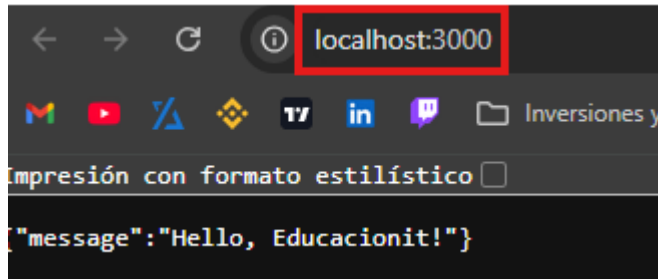 localhost:3000
Inversiones y
Impresión con formato estilístico
{"message":"Hello, Educacionit!"}